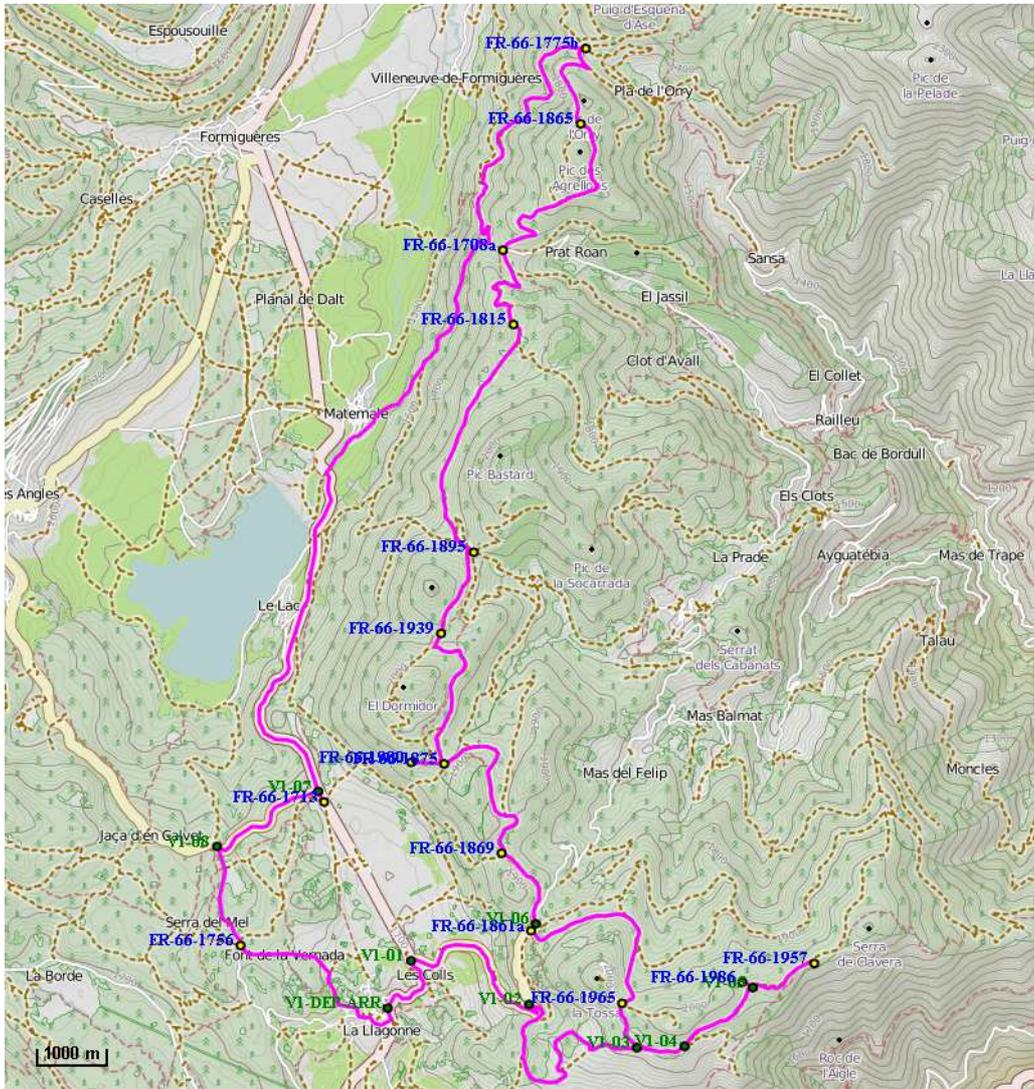 Puig d'Esquena
d'Ase
Espousouille
FR-66-1775b
Pic de
la Pelade
Villeneuve-de-Formiguères
Pla de l'Orry
FR-66-1865
Formiguères
Pic des
Agrellons
Caselles
FR-66-1708a
Prat Roan
Sansa
Planal de Dalt
El Jassil
FR-66-1815
Clot d'Avall
El Collet
Matemale
Railleu
Bac de Bordull
Pic Bastard
es Angles
Els Clots
FR-66-1895
La Prade
Ayguatébia
Mas de Trape
Pic de
la Socarrada
Le Lac
FR-66-1939
Serrat
dels Cabanats
Talau
El Dormidor
Mas Balmat
FR-66-1875
Mas del Felip
Moncles
VI-07
FR-66-1713
Jaça d'en Calvet
VI-08
FR-66-1869
Serra del Mel
VI-06
FR-66-1861a
FR-66-1756
Font de la Vernada
VI-01
Les Colls
La Borde
Serra
de Clavera
FR-66-1957
FR-66-1986
VI-02
FR-66-1965
la Tossa
VI-DEP-ARR
La Llagonne
VI-03
VI-04
Roc de
l'Aigle
1000 m